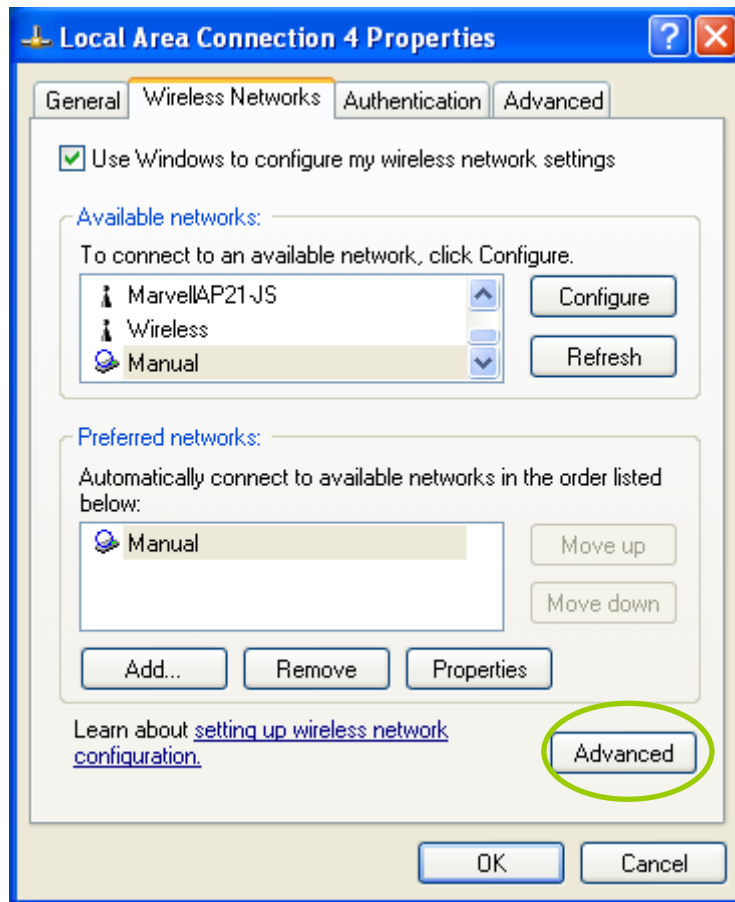 Local Area Connection 4 Properties
General Wireless Networks Authentication Advanced
Use Windows to configure my wireless network settings
Available networks:
To connect to an available network, click Configure.
MarvellAP21-JS
Wireless
Manual
Configure
Refresh
Preferred networks:
Automatically connect to available networks in the order listed
below:
Manual
Move up
Move down
Add... Remove Properties
Learn about setting up wireless network
configuration.
Advanced
OK Cancel